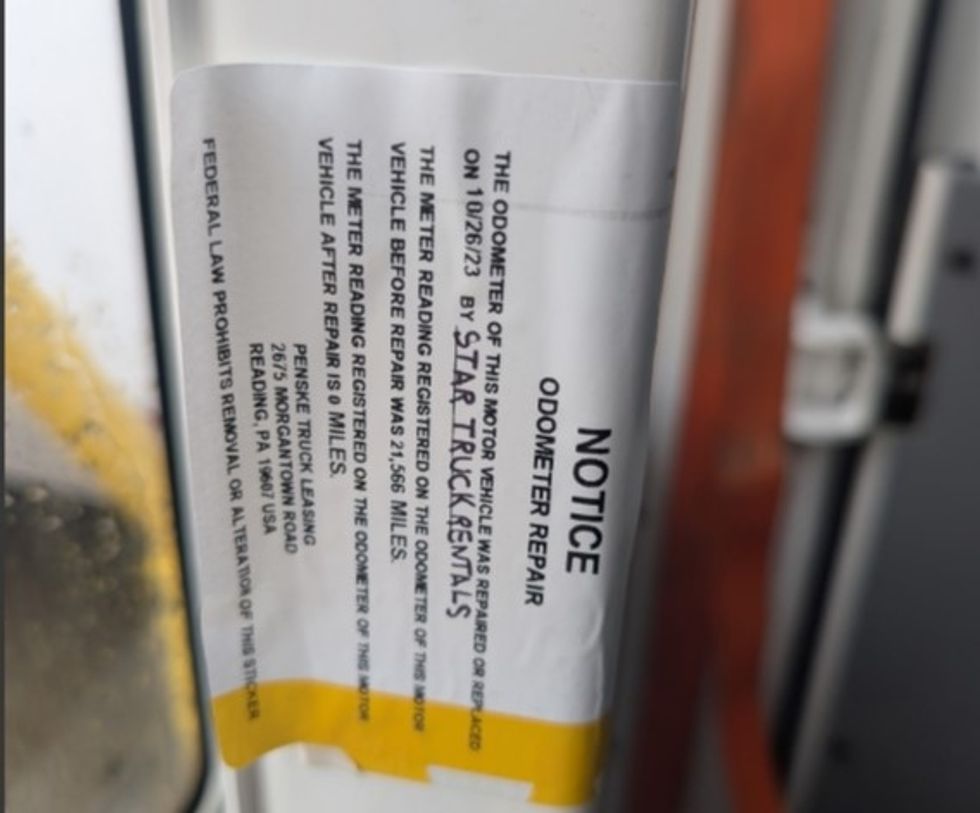 NOTICE
ODOMETER REPAIR
THE ODOMETER OF THIS MOTOR VEHICLE WAS REPAIRED OR REPLACED
ON 10/26/23 BY STAR TRUCK RENTALS
THE METER READING REGISTERED ON THE ODOMETER OF THIS MOTOR
VEHICLE BEFORE REPAIR WAS 21,566 MILES.
THE METER READING REGISTERED ON THE ODOMETER OF THIS MOTOR
VEHICLE AFTER REPAIR IS 0 MILES.
PENSKE TRUCK LEASING
2675 MORGANTOWN ROAD
READING, PA 19607 USA
FEDERAL LAW PROHIBITS REMOVAL OR ALTERATION OF THIS STICKER